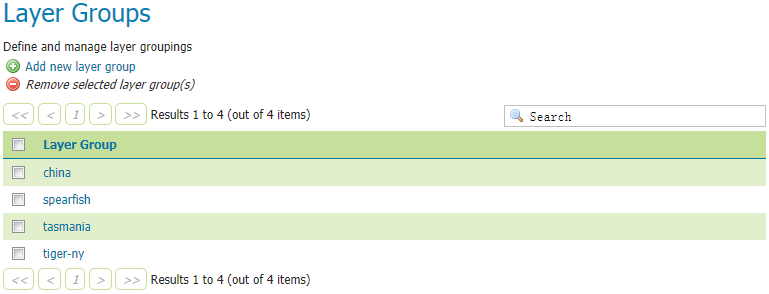 Layer Groups
Define and manage layer groupings
Add new layer group
Remove selected layer group(s)
<< < 1 > >> Results 1 to 4 (out of 4 items) Search
Layer Group
china
spearfish
tasmania
tiger-ny
<< < 1 > >> Results 1 to 4 (out of 4 items)